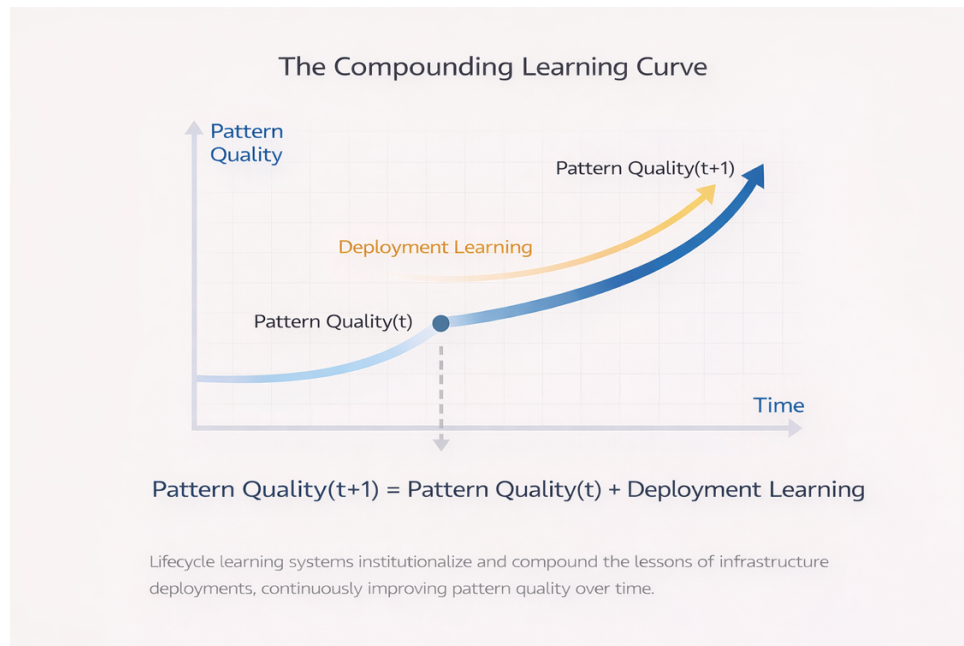 The Compounding Learning Curve
Pattern
Quality
Pattern Quality(t+1)
Deployment Learning
Pattern Quality(t)
Time
Pattern Quality(t+1) = Pattern Quality(t) + Deployment Learning
Lifecycle learning systems institutionalize and compound the lessons of infrastructure
deployments, continuously improving pattern quality over time.